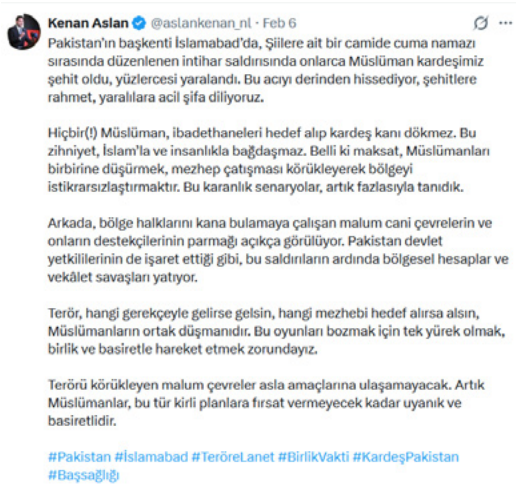 Kenan Aslan @aslankenan_nl · Feb 6
Pakistan'ın başkenti İslamabad'da, Şiilere ait bir camide cuma namazı
sırasında düzenlenen intihar saldırısında onlarca Müslüman kardeşimiz
şehit oldu, yüzlercesi yaralandı. Bu acıyı derinden hissediyor, şehitlere
rahmet, yaralılara acil şifa diliyoruz.
Hiçbir(!) Müslüman, ibadethaneleri hedef alıp kardeş kanı dökmez. Bu
zihniyet, İslam'la ve insanlıkla bağdaşmaz. Belli ki maksat, Müslümanları
birbirine düşürmek, mezhep çatışması körükleyerek bölgeyi
istikrarsızlaştırmaktır. Bu karanlık senaryolar, artık fazlasıyla tanıdık.
Arkada, bölge halklarını kana bulamaya çalışan malum cani çevrelerin ve
onların destekçilerinin parmağı açıkça görülüyor. Pakistan devlet
yetkililerinin de işaret ettiği gibi, bu saldırıların ardında bölgesel hesaplar ve
vekâlet savaşları yatıyor.
Terör, hangi gerekçeyle gelirse gelsin, hangi mezhebi hedef alırsa alsın,
Müslümanların ortak düşmanıdır. Bu oyunları bozmak için tek yürek olmak,
birlik ve basiretle hareket etmek zorundayız.
Terörü körükleyen malum çevreler asla amaçlarına ulaşamayacak. Artık
Müslümanlar, bu tür kirli planlara fırsat vermeyecek kadar uyanık ve
basiretlidir.
#Pakistan #İslamabad #TeröreLanet #BirlikVakti #KardeşPakistan
#Başsağlığı